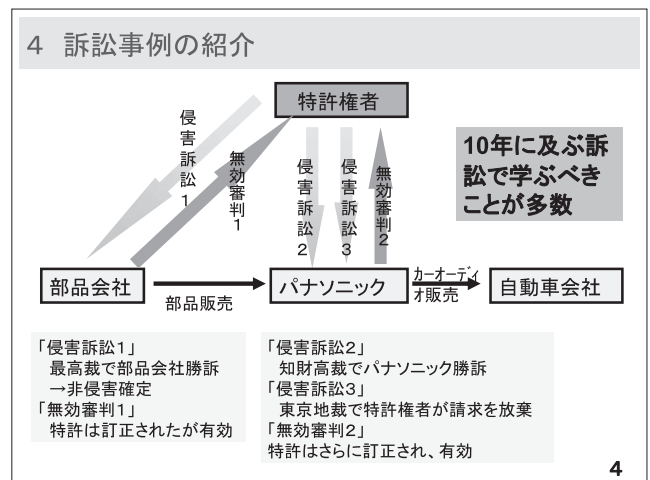 4 訴訟事例の紹介
特許権者
侵害訴訟1
無効審判1
侵害訴訟2
侵害訴訟3
無効審判2
10年に及ぶ訴
訟で学ぶべき
ことが多数
部品会社
部品販売
パナソニック
カーオーディ
オ販売
自動車会社
「侵害訴訟1」
最高裁で部品会社勝訴
→非侵害確定
「無効審判1」
特許は訂正されたが有効
「侵害訴訟2」
知財高裁でパナソニック勝訴
「侵害訴訟3」
東京地裁で特許権者が請求を放棄
「無効審判2」
特許はさらに訂正され、有効
4